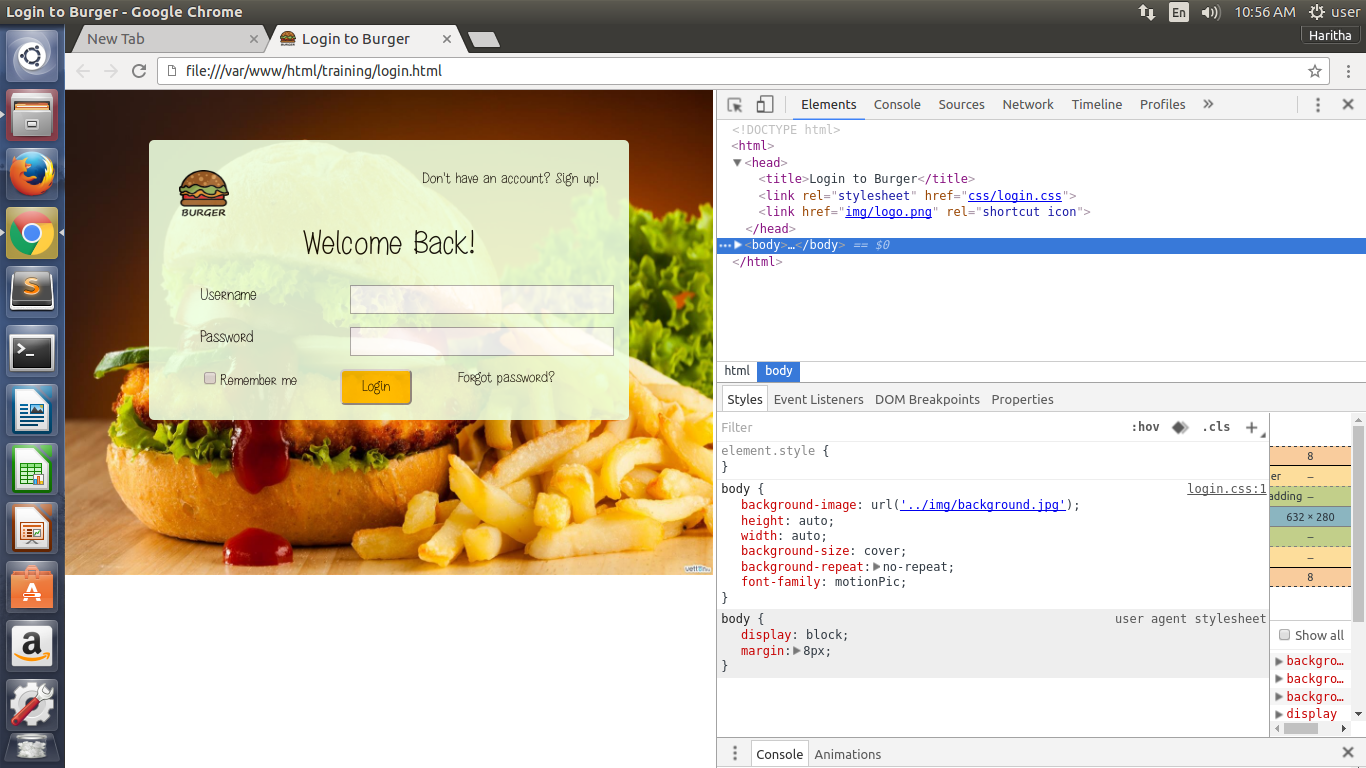 Login to Burger - Google Chrome
En
10:56 AM
user
New Tab
Login to Burger
Haritha
file:///var/www/html/training/login.html
BURGER
Don't have an account? Sign up!
Welcome Back!
Username
Password
Remember me
Login
Forgot password?
Elements Console Sources Network Timeline Profiles »
<!DOCTYPE html>
<html>
<head>
<title>Login to Burger</title>
<link rel="stylesheet" href="css/login.css">
<link href="img/logo.png" rel="shortcut icon">
</head>
<body>…</body> == $0
</html>
html body
Styles Event Listeners DOM Breakpoints Properties
Filter :hov .cls +
element.style {
}
body { login.css:1
background-image: url('../img/background.jpg');
height: auto;
width: auto;
background-size: cover;
background-repeat: no-repeat;
font-family: motionPic;
}
body { user agent stylesheet
display: block;
margin: 8px;
}
8
er –
adding –
632 × 280
–
–
8
Show all
backgro…
backgro…
backgro…
display
Console Animations